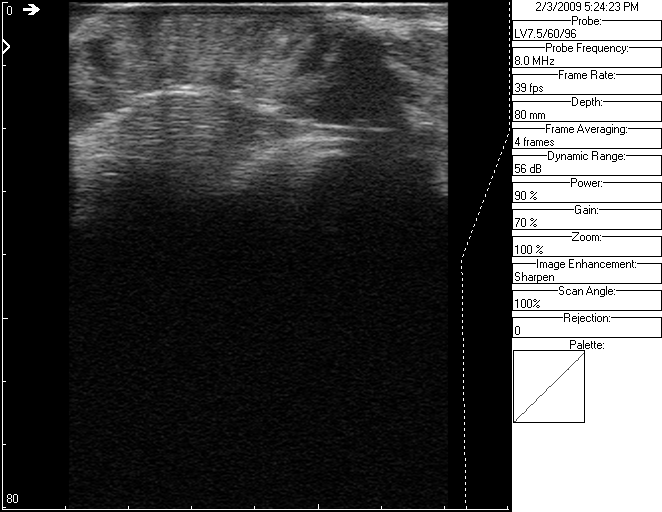 0
80
2/3/2009 5:24:23 PM
Probe:
LV7.5/60/96
Probe Frequency:
8.0 MHz
Frame Rate:
39 fps
Depth:
80 mm
Frame Averaging:
4 frames
Dynamic Range:
56 dB
Power:
90 %
Gain:
70 %
Zoom:
100 %
Image Enhancement:
Sharpen
Scan Angle:
100%
Rejection:
0
Palette: